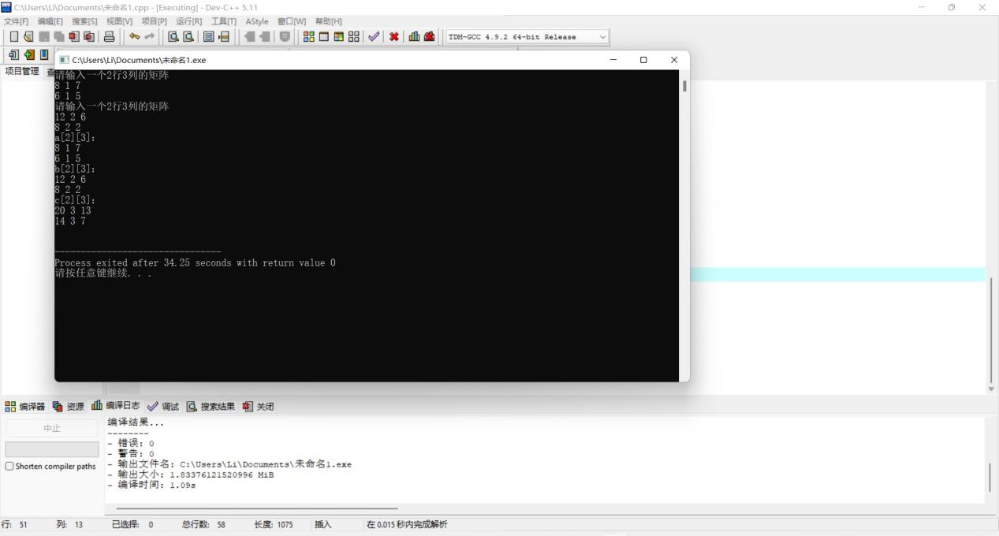 C:\Users\Li\Documents\未命名1.cpp - [Executing] - Dev-C++ 5.11
文件[F] 编辑[E] 搜索[S] 视图[V] 项目[P] 运行[R] 工具[T] AStyle 窗口[W] 帮助[H]
TDM-GCC 4.9.2 64-bit Release
项目管理 查
C:\Users\Li\Documents\未命名1.exe
请输入一个2行3列的矩阵
8 1 7
6 1 5
请输入一个2行3列的矩阵
12 2 6
8 2 2
a[2][3]:
8 1 7
6 1 5
b[2][3]:
12 2 6
8 2 2
c[2][3]:
20 3 13
14 3 7
--------------------------------
Process exited after 34.25 seconds with return value 0
请按任意键继续. . .
编译器 资源 编译日志 调试 搜索结果 关闭
中止
Shorten compiler paths
编译结果...
--------
- 错误: 0
- 警告: 0
- 输出文件名: C:\Users\Li\Documents\未命名1.exe
- 输出大小: 1.83376121520996 MiB
- 编译时间: 1.09s
行: 51 列: 13 已选择: 0 总行数: 58 长度: 1075 插入 在 0.015 秒内完成解析